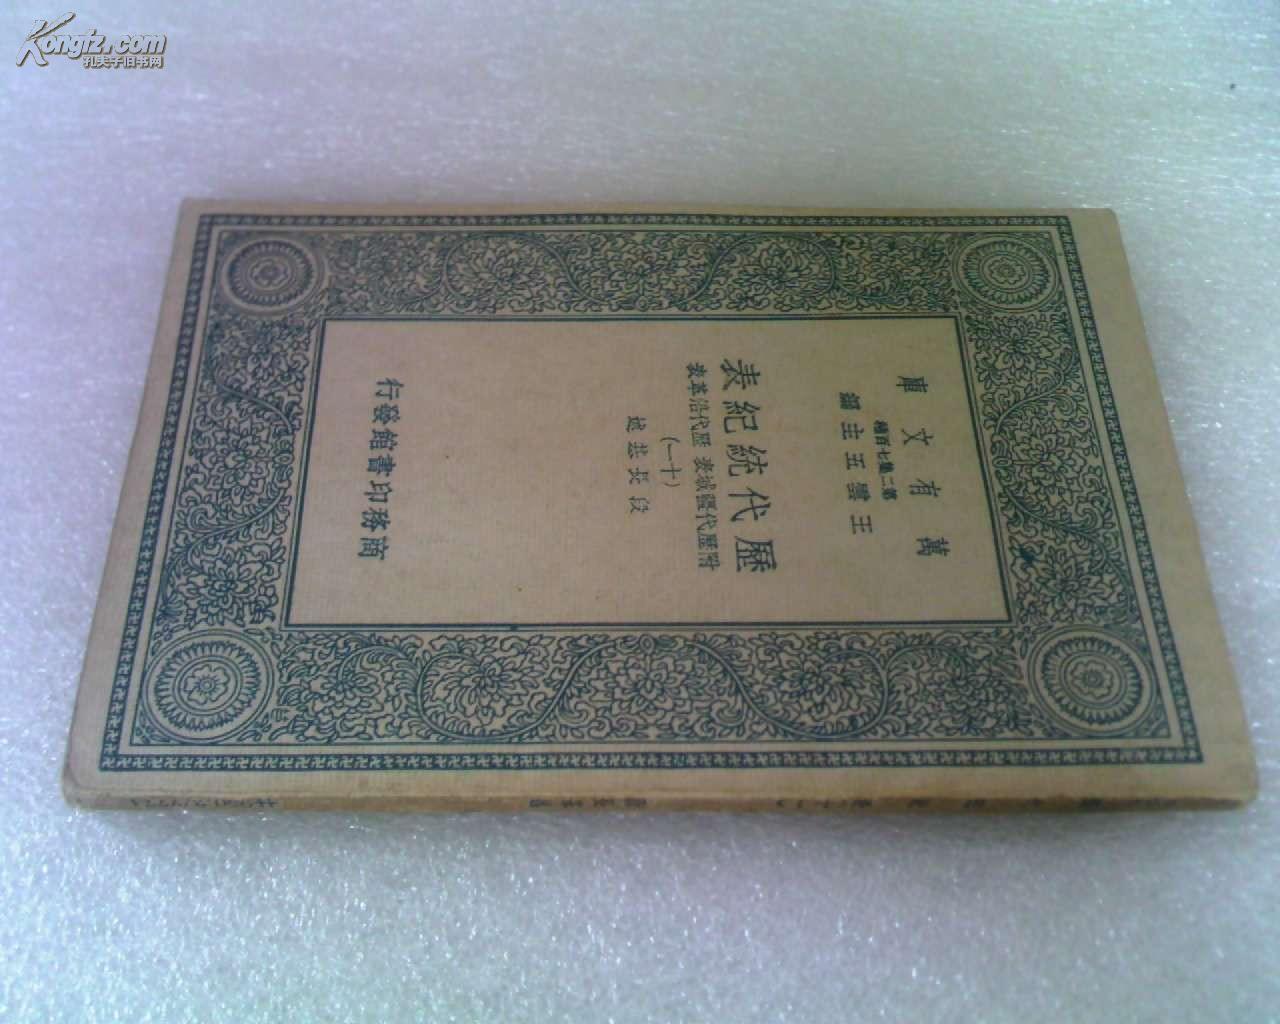 Kongfz.com
孔夫子旧书网
萬有文庫
第二集七百種
王雲五主編
歷代統紀表
附歷代疆域表 歷代沿革表
(十一)
段長基述
商務印書館發行